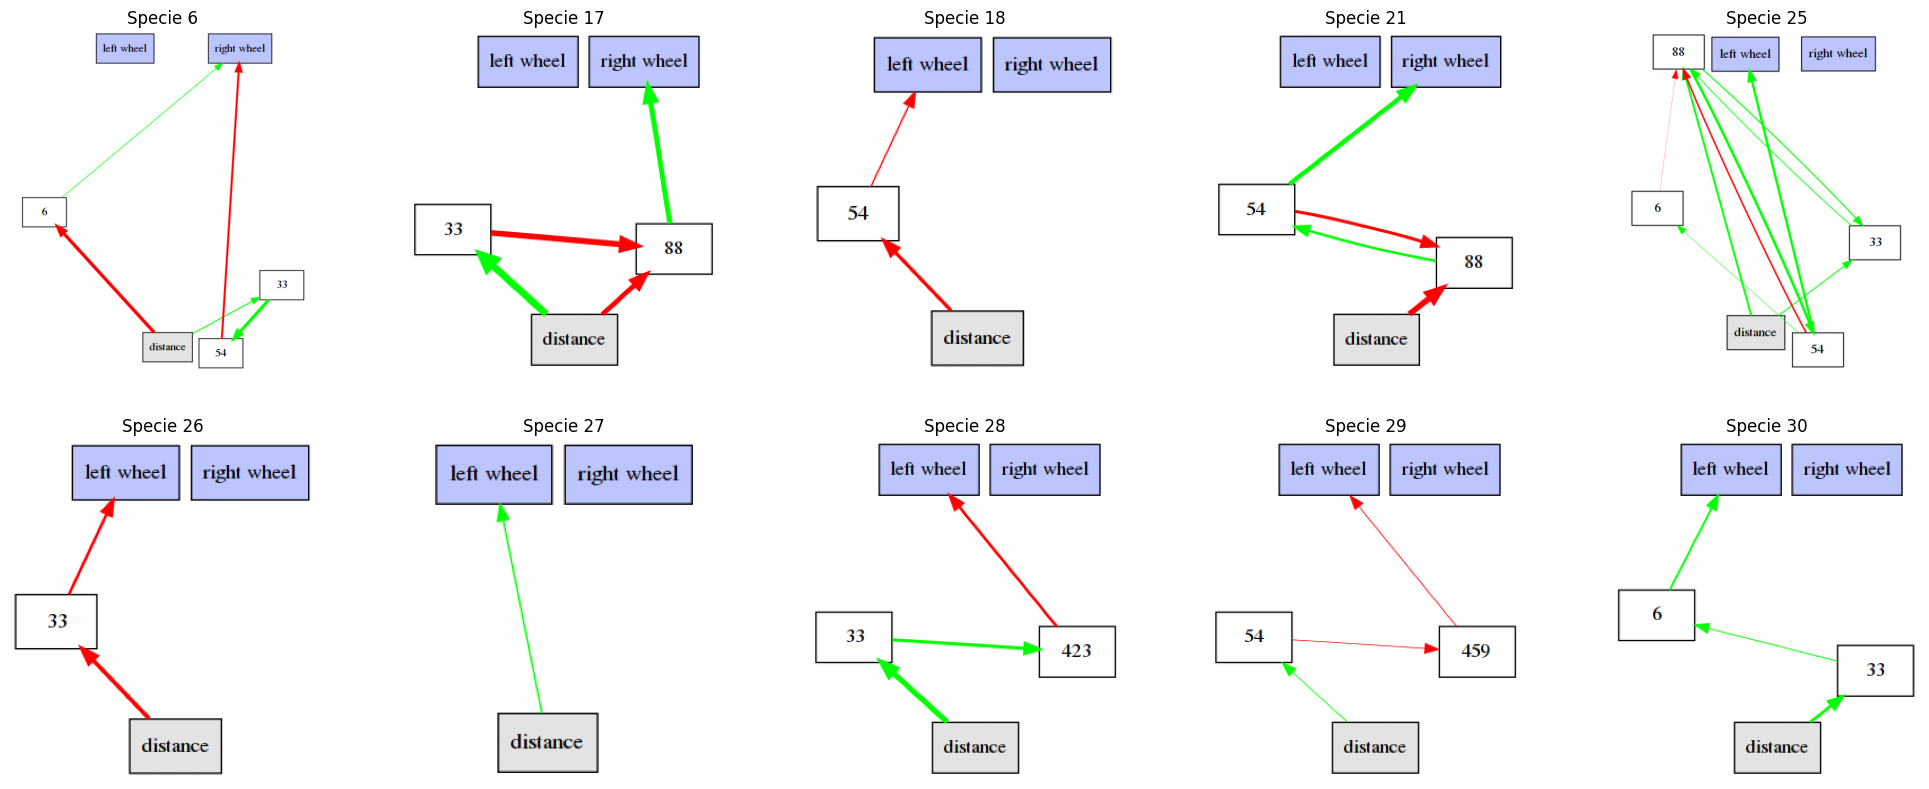 Specie 6
left wheel
right wheel
6
33
distance
54
Specie 17
left wheel
right wheel
33
88
distance
Specie 18
left wheel
right wheel
54
distance
Specie 21
left wheel
right wheel
54
88
distance
Specie 25
88
left wheel
right wheel
6
33
distance
54
Specie 26
left wheel
right wheel
33
distance
Specie 27
left wheel
right wheel
distance
Specie 28
left wheel
right wheel
33
423
distance
Specie 29
left wheel
right wheel
54
459
distance
Specie 30
left wheel
right wheel
6
33
distance